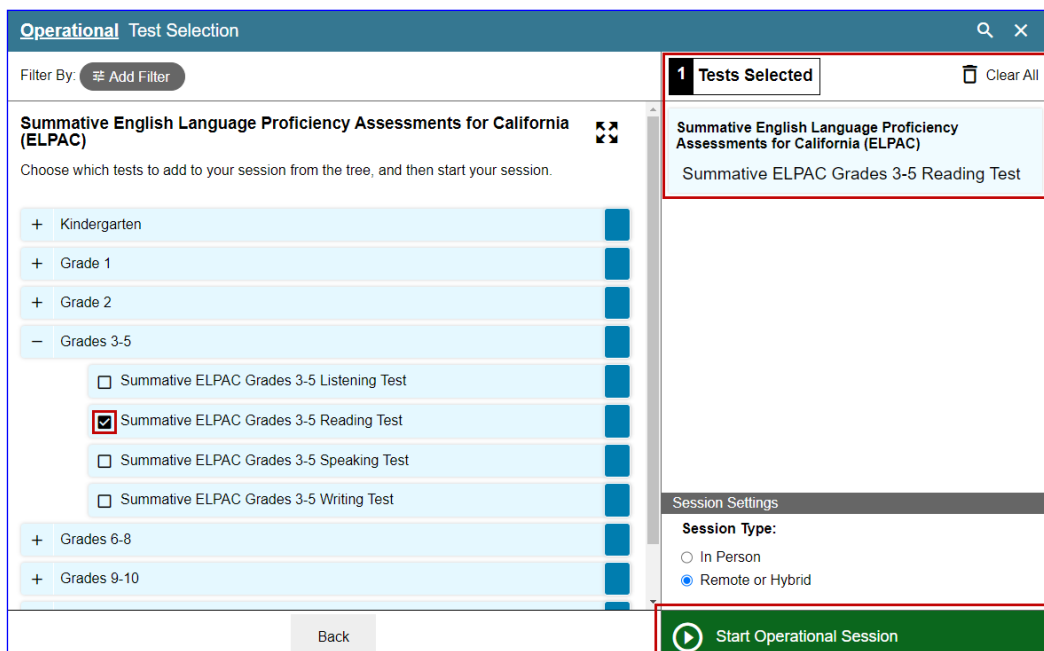 Operational Test Selection
Filter By: Add Filter
1 Tests Selected
Clear All
Summative English Language Proficiency Assessments for California
(ELPAC)
Choose which tests to add to your session from the tree, and then start your session.
+ Kindergarten
+ Grade 1
+ Grade 2
− Grades 3-5
Summative ELPAC Grades 3-5 Listening Test
Summative ELPAC Grades 3-5 Reading Test
Summative ELPAC Grades 3-5 Speaking Test
Summative ELPAC Grades 3-5 Writing Test
+ Grades 6-8
+ Grades 9-10
Back
Summative English Language Proficiency
Assessments for California (ELPAC)
Summative ELPAC Grades 3-5 Reading Test
Session Settings
Session Type:
In Person
Remote or Hybrid
Start Operational Session